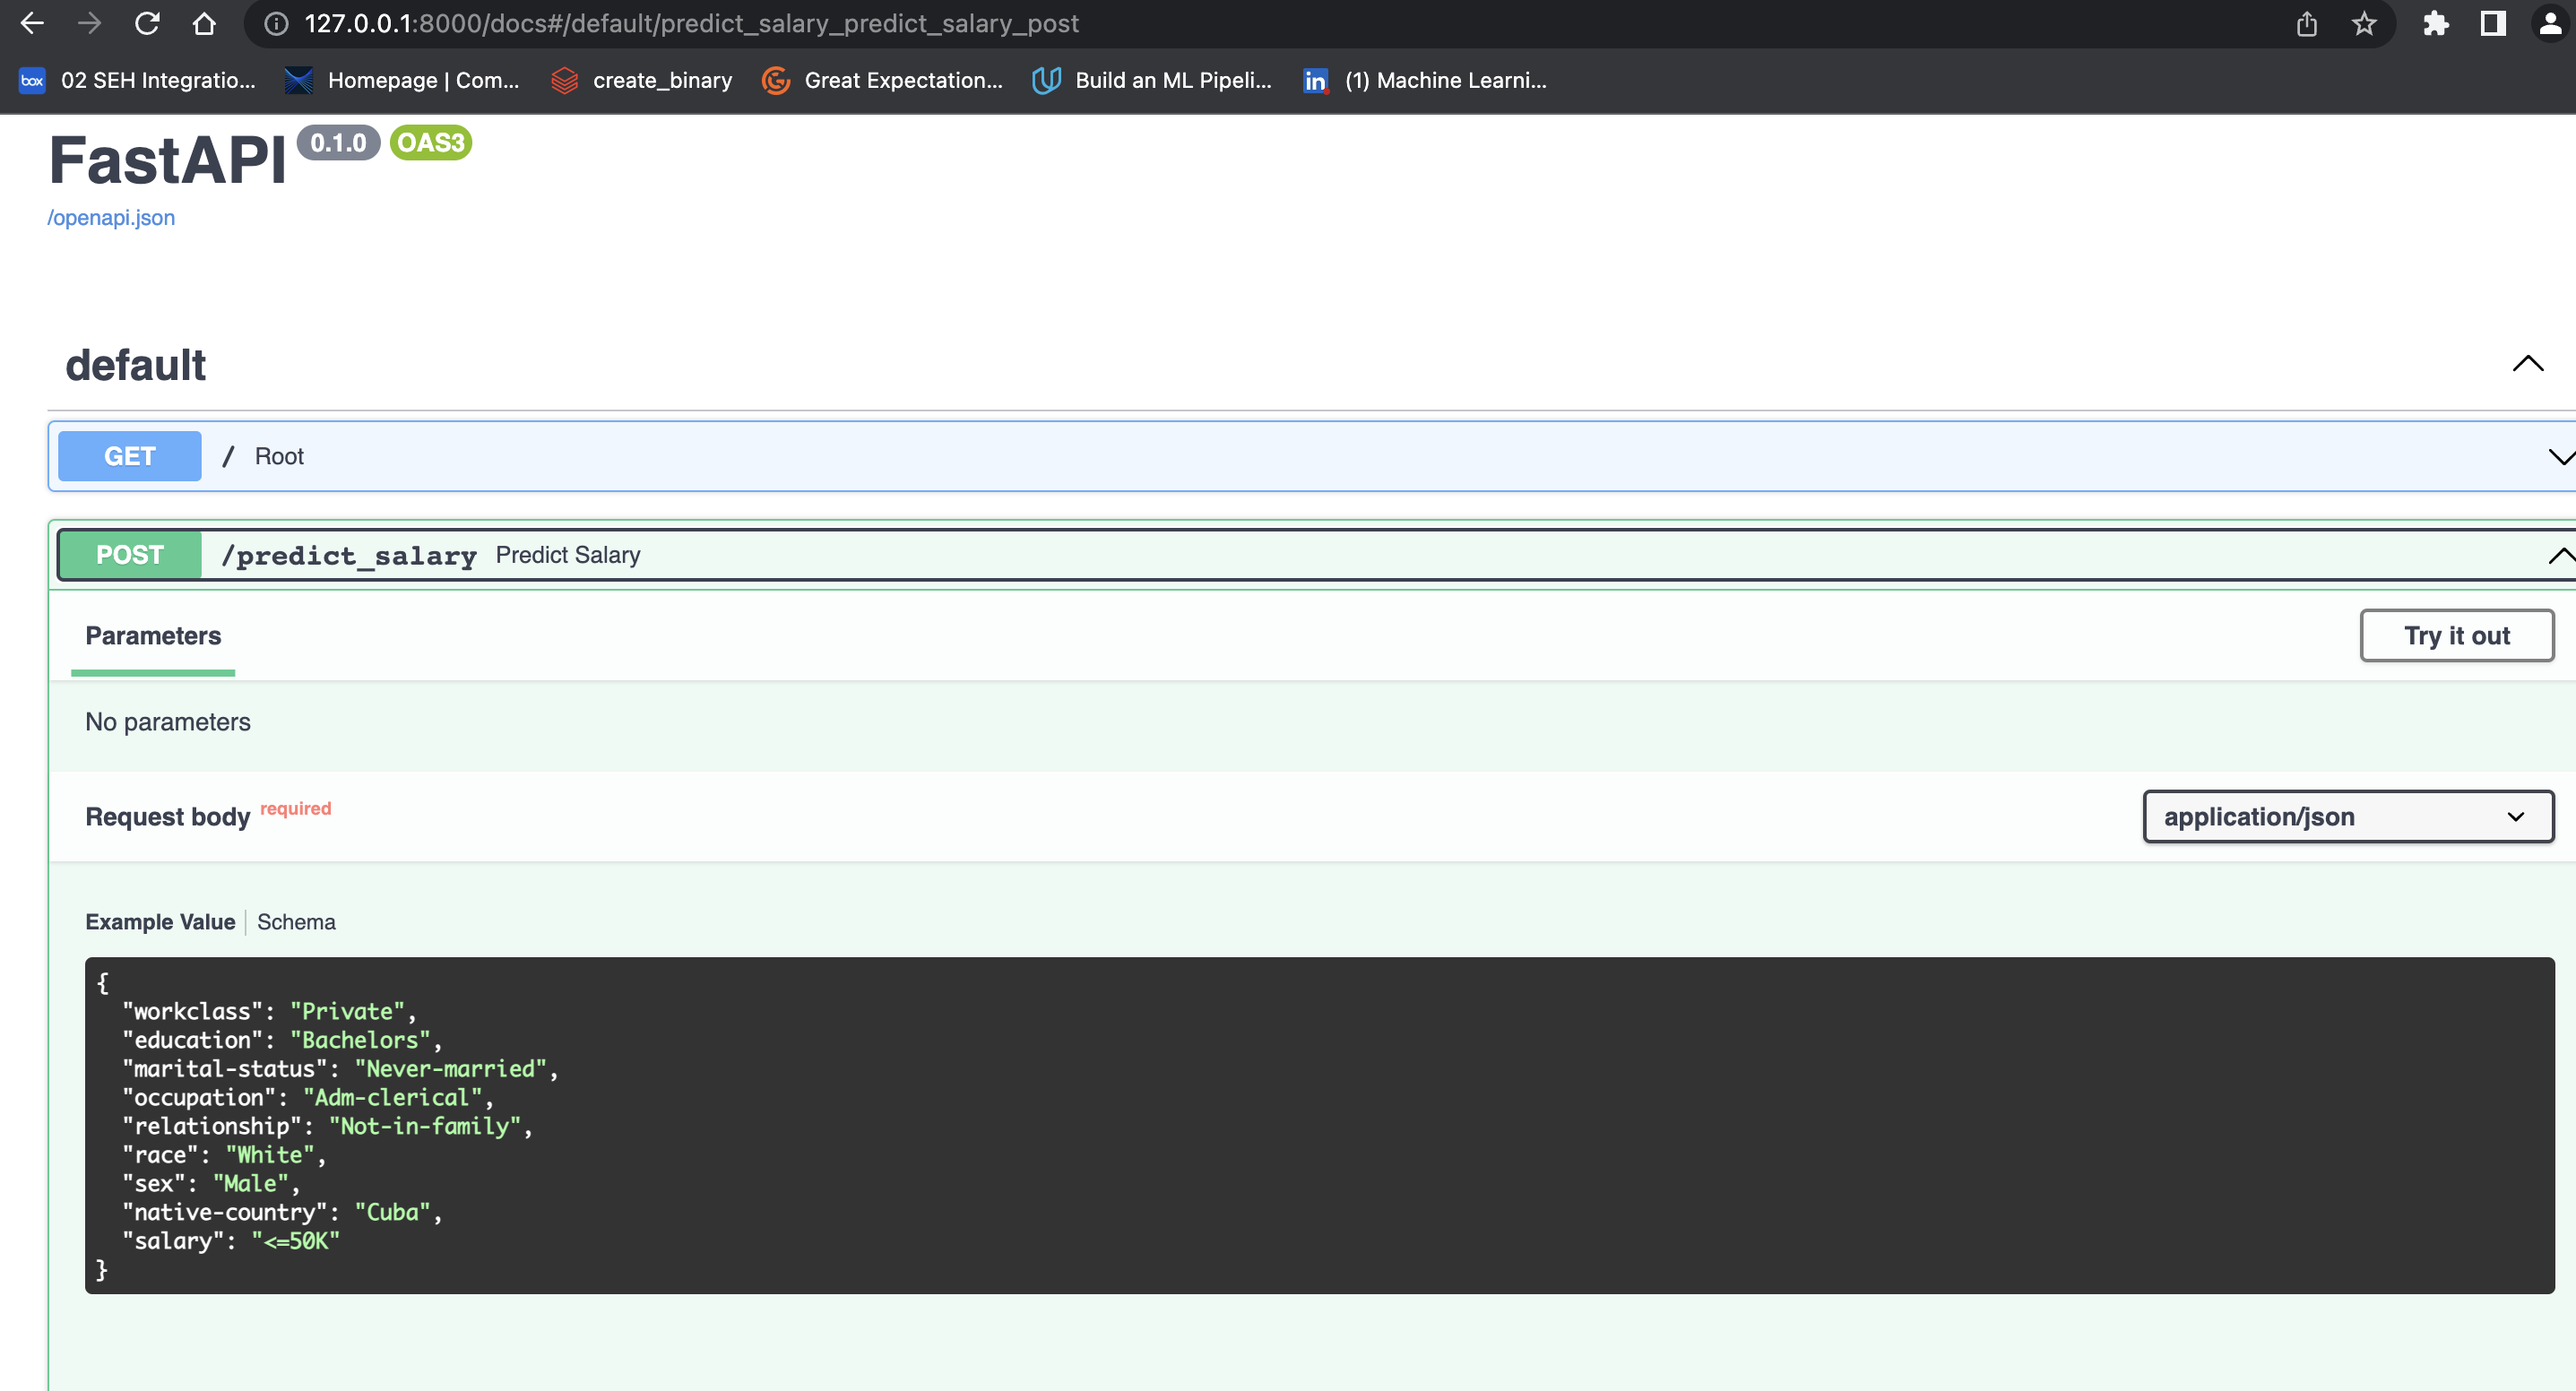 127.0.0.1:8000/docs#/default/predict_salary_predict_salary_post
box 02 SEH Integratio... Homepage | Com... create_binary Great Expectation... Build an ML Pipeli... in (1) Machine Learni...
FastAPI 0.1.0 OAS3
/openapi.json
default
GET / Root
POST /predict_salary Predict Salary
Parameters Try it out
No parameters
Request body required application/json
Example Value Schema
{
"workclass": "Private",
"education": "Bachelors",
"marital-status": "Never-married",
"occupation": "Adm-clerical",
"relationship": "Not-in-family",
"race": "White",
"sex": "Male",
"native-country": "Cuba",
"salary": "<=50K"
}